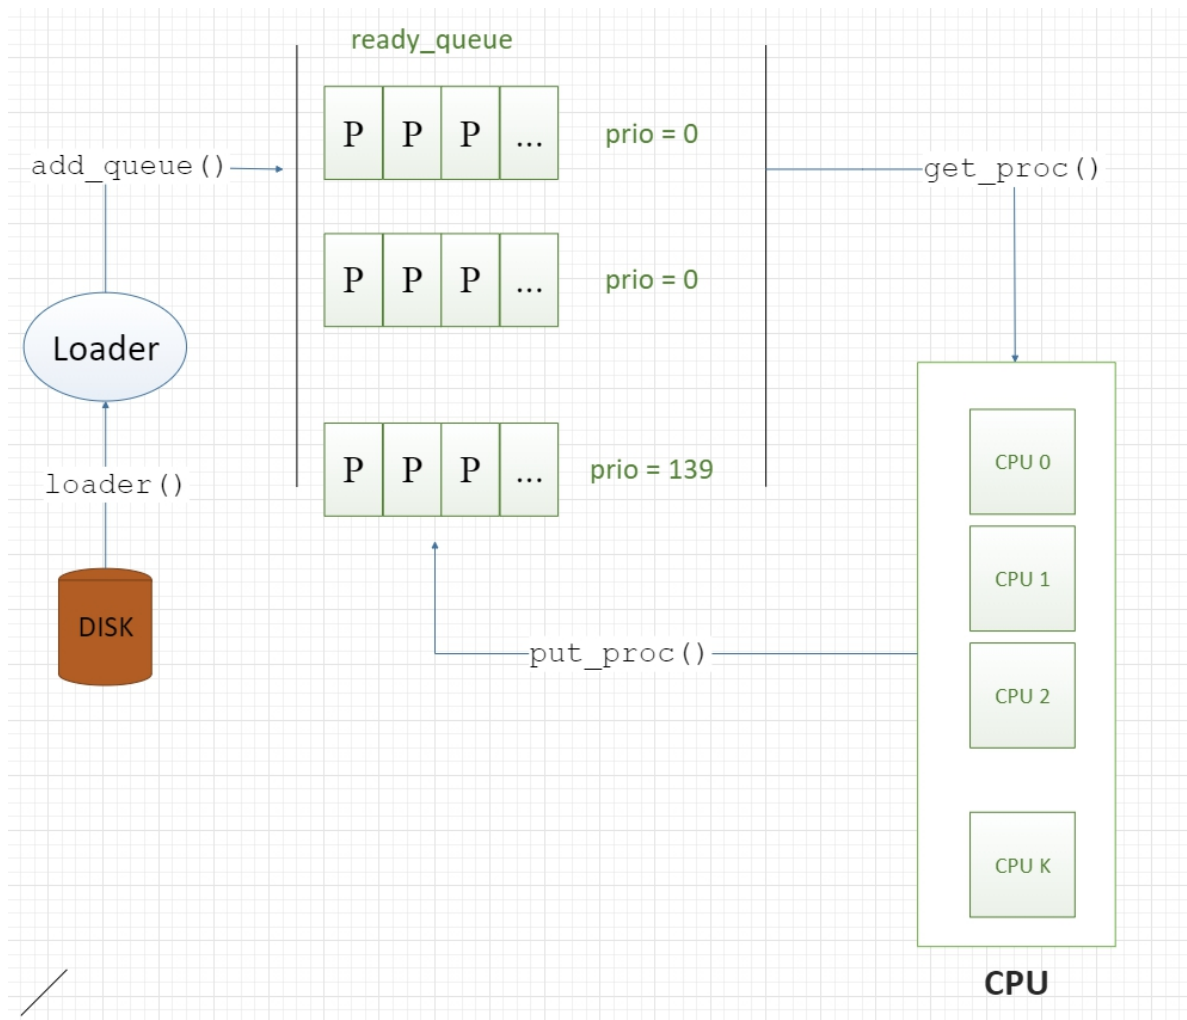 ready_queue
P P P ... prio = 0
add_queue()
get_proc()
P P P ... prio = 0
Loader
P P P ... prio = 139
loader()
CPU 0
CPU 1
DISK
put_proc()
CPU 2
CPU K
CPU